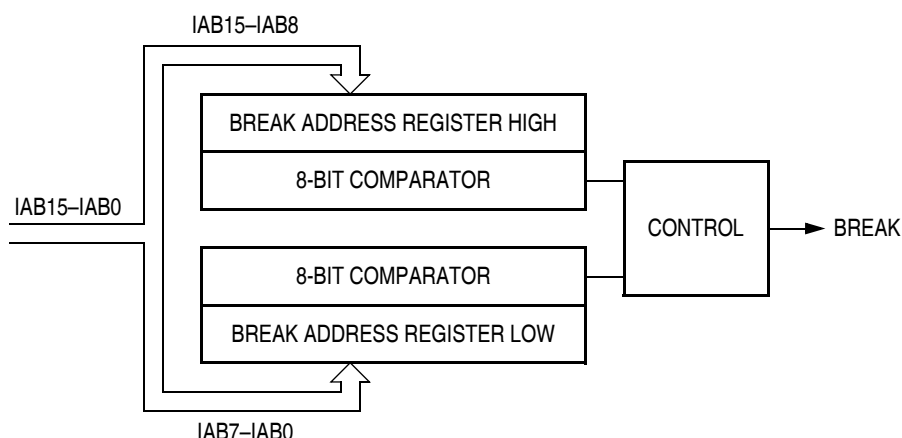 IAB15–IAB8
BREAK ADDRESS REGISTER HIGH
8-BIT COMPARATOR
IAB15–IAB0
CONTROL
BREAK
8-BIT COMPARATOR
BREAK ADDRESS REGISTER LOW
IAB7–IAB0